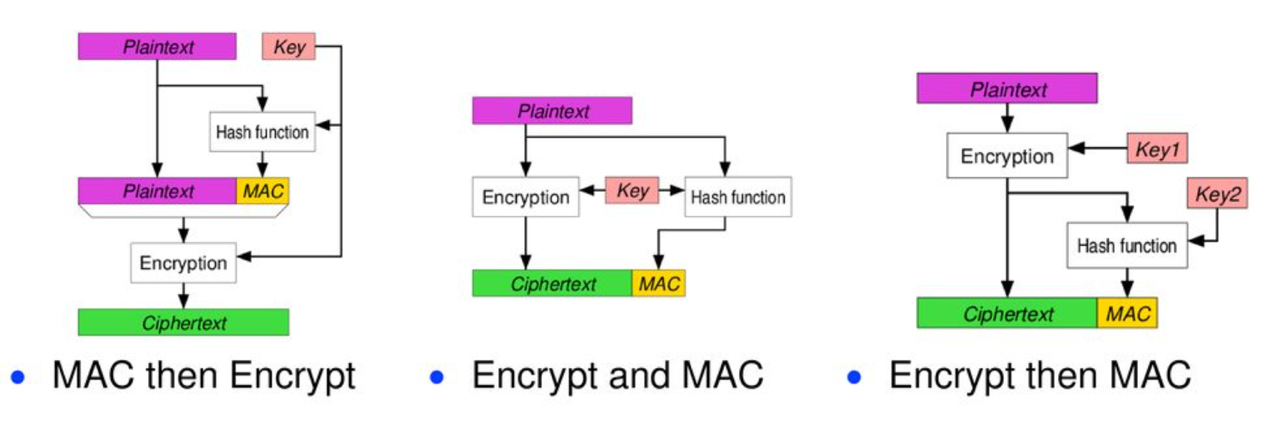 Plaintext
Key
Hash function
Plaintext MAC
Encryption
Ciphertext
• MAC then Encrypt
Plaintext
Encryption
Key
Hash function
Ciphertext MAC
• Encrypt and MAC
Plaintext
Encryption
Key1
Key2
Hash function
Ciphertext MAC
• Encrypt then MAC